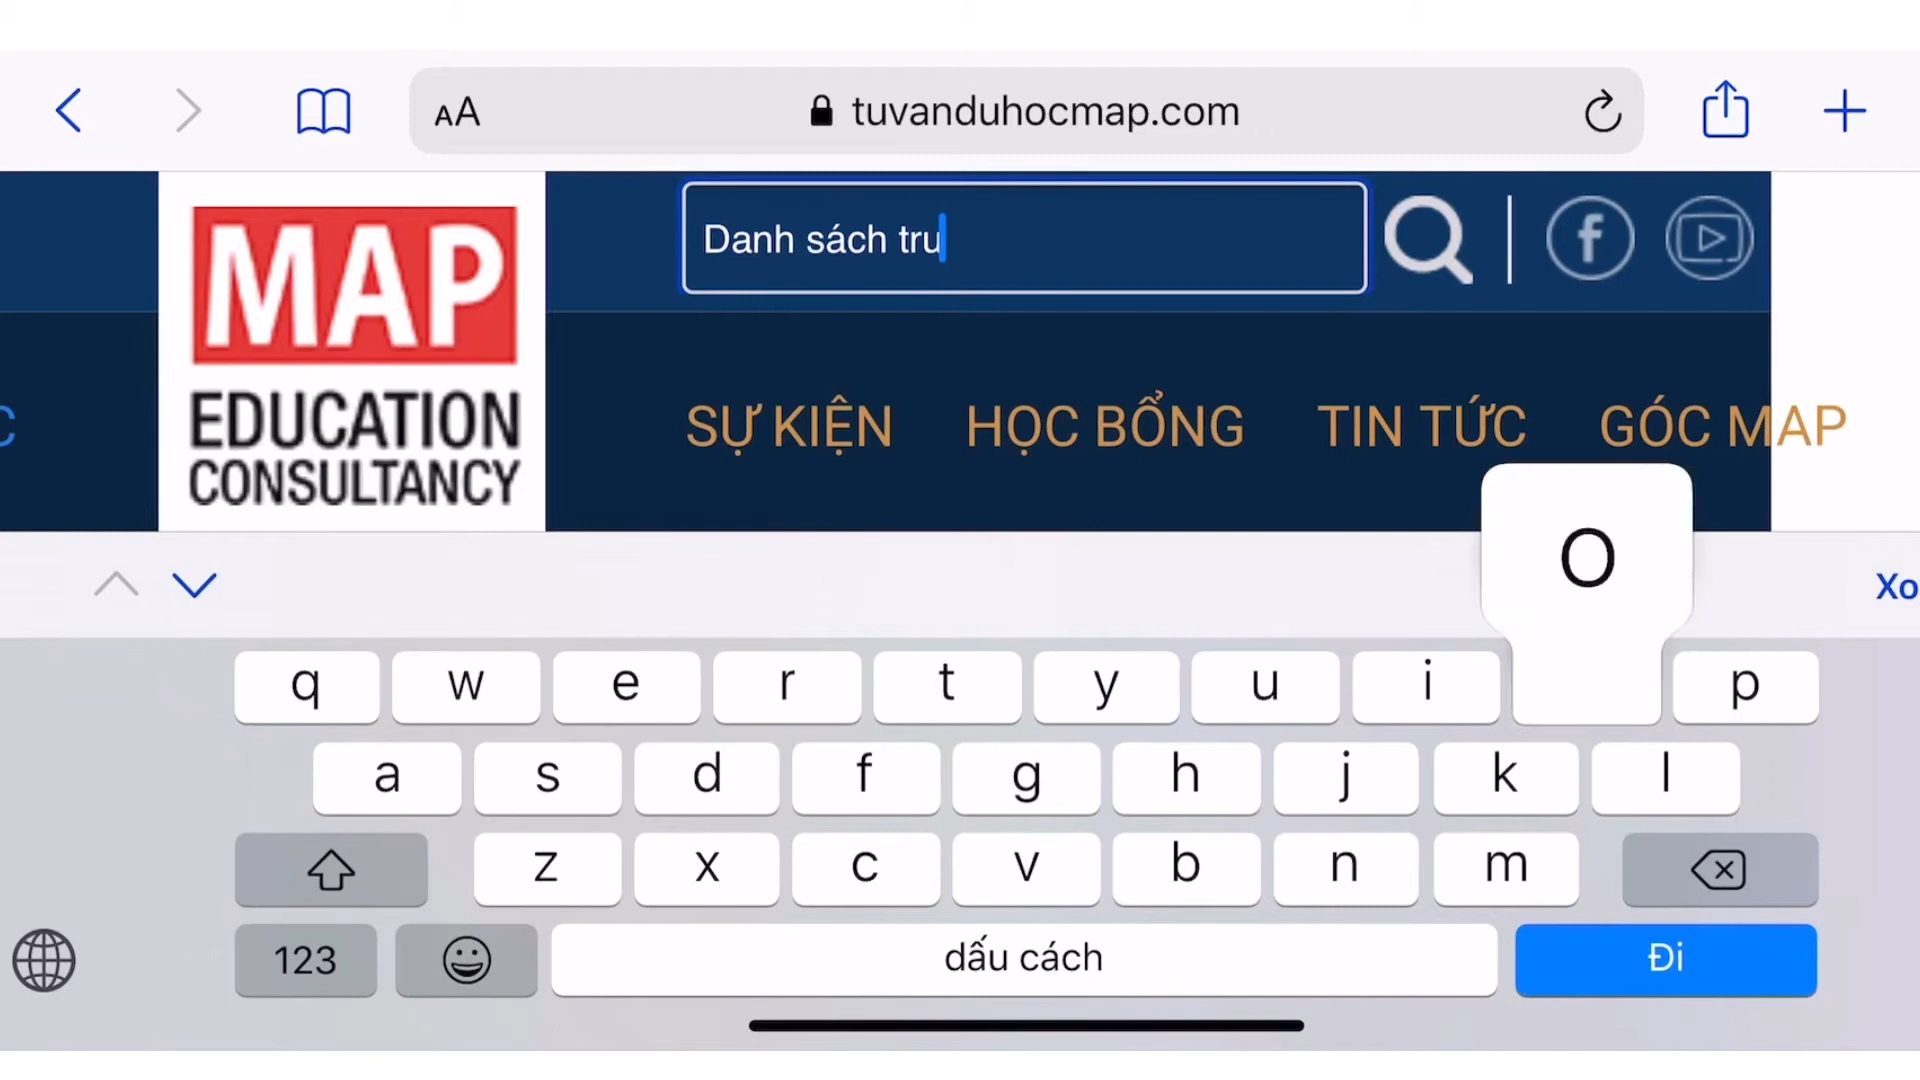 AA tuvanduhocmap.com
MAP
EDUCATION
CONSULTANCY
Danh sách tru
SỰ KIỆN HỌC BỔNG TIN TỨC GÓC MAP
C
O
Xo
q w e r t y u i p
a s d f g h j k l
z x c v b n m
123 dấu cách Đi